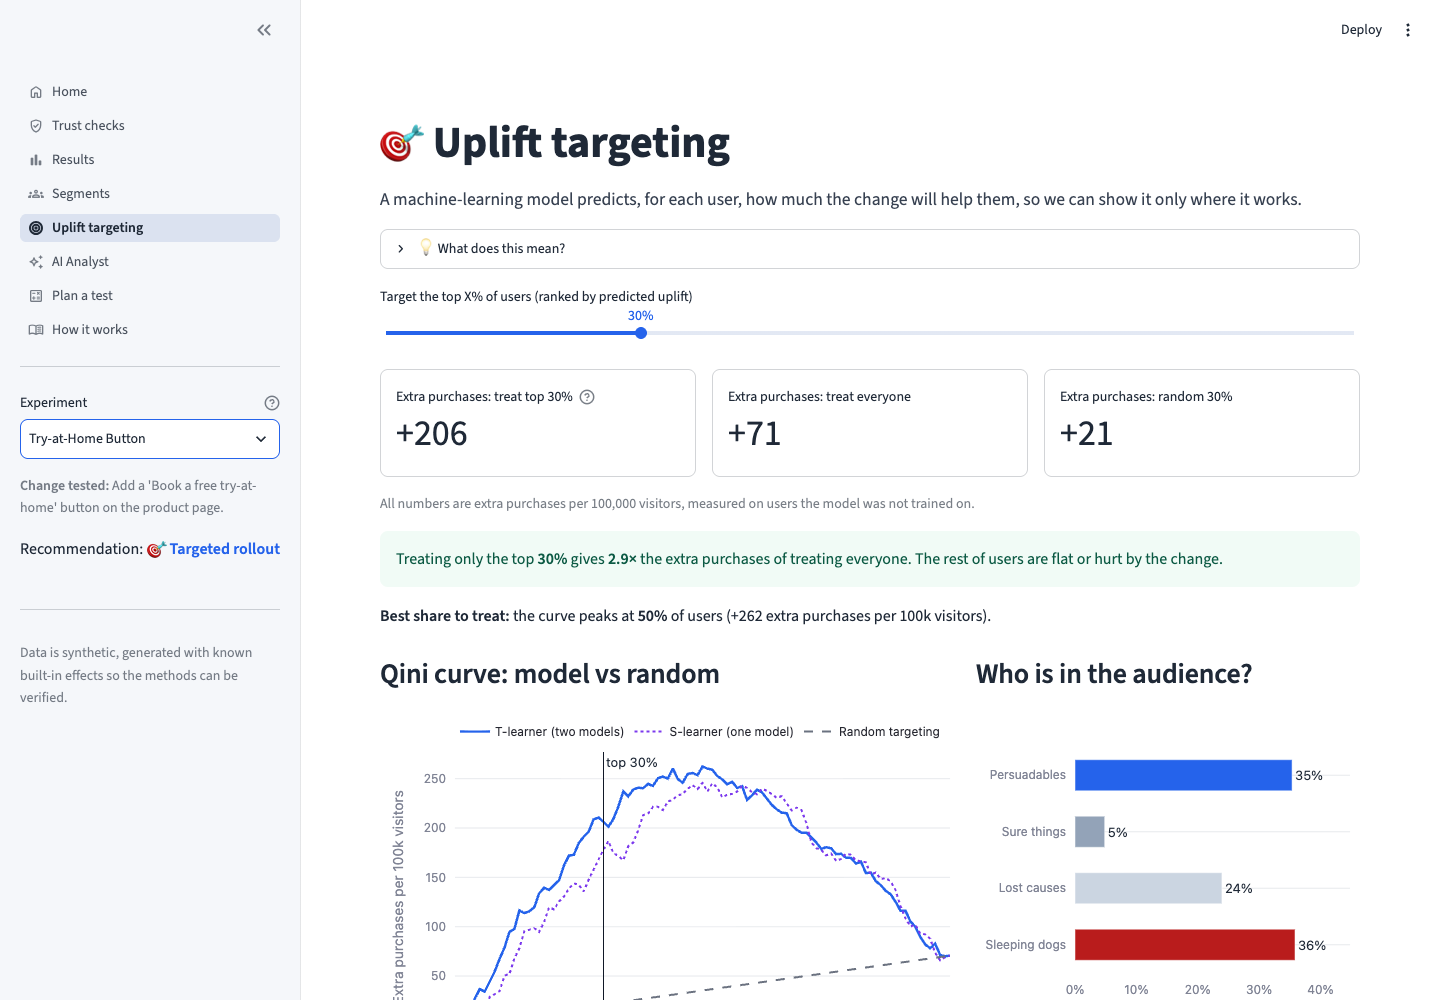 Deploy
Home
Trust checks
Results
Segments
Uplift targeting
AI Analyst
Plan a test
How it works
Experiment
Try-at-Home Button
Change tested: Add a 'Book a free try-at-
home' button on the product page.
Recommendation: Targeted rollout
Data is synthetic, generated with known
built-in effects so the methods can be
verified.
Uplift targeting
A machine-learning model predicts, for each user, how much the change will help them, so we can show it only where it works.
What does this mean?
Target the top X% of users (ranked by predicted uplift)
30%
Extra purchases: treat top 30%
+206
Extra purchases: treat everyone
+71
Extra purchases: random 30%
+21
All numbers are extra purchases per 100,000 visitors, measured on users the model was not trained on.
Treating only the top 30% gives 2.9× the extra purchases of treating everyone. The rest of users are flat or hurt by the change.
Best share to treat: the curve peaks at 50% of users (+262 extra purchases per 100k visitors).
Qini curve: model vs random
T-learner (two models)
S-learner (one model)
Random targeting
top 30%
250
200
150
100
50
Extra purchases per 100k visitors
Who is in the audience?
Persuadables
35%
Sure things
5%
Lost causes
24%
Sleeping dogs
36%
0%
10%
20%
30%
40%